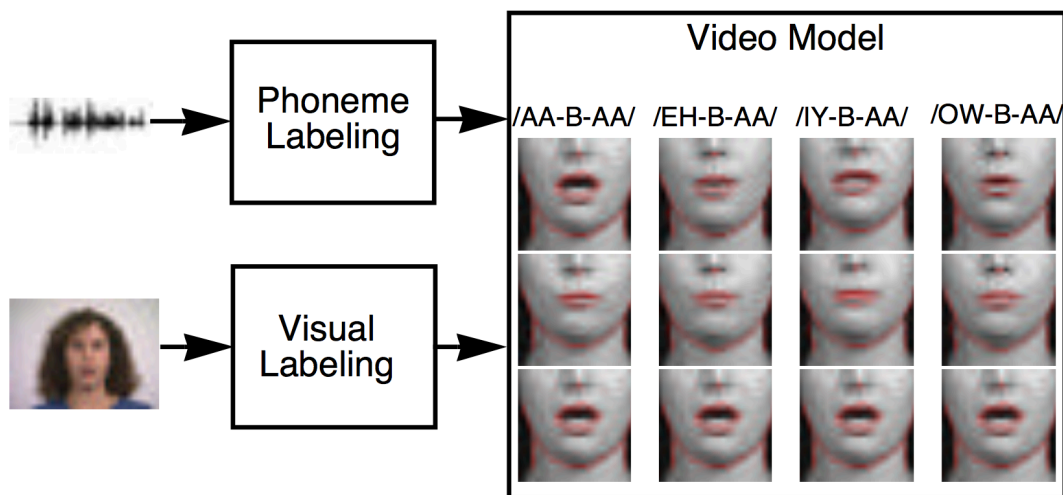 Video Model
Phoneme
Labeling
/AA-B-AA/ /EH-B-AA/ /IY-B-AA/ /OW-B-AA/
Visual
Labeling